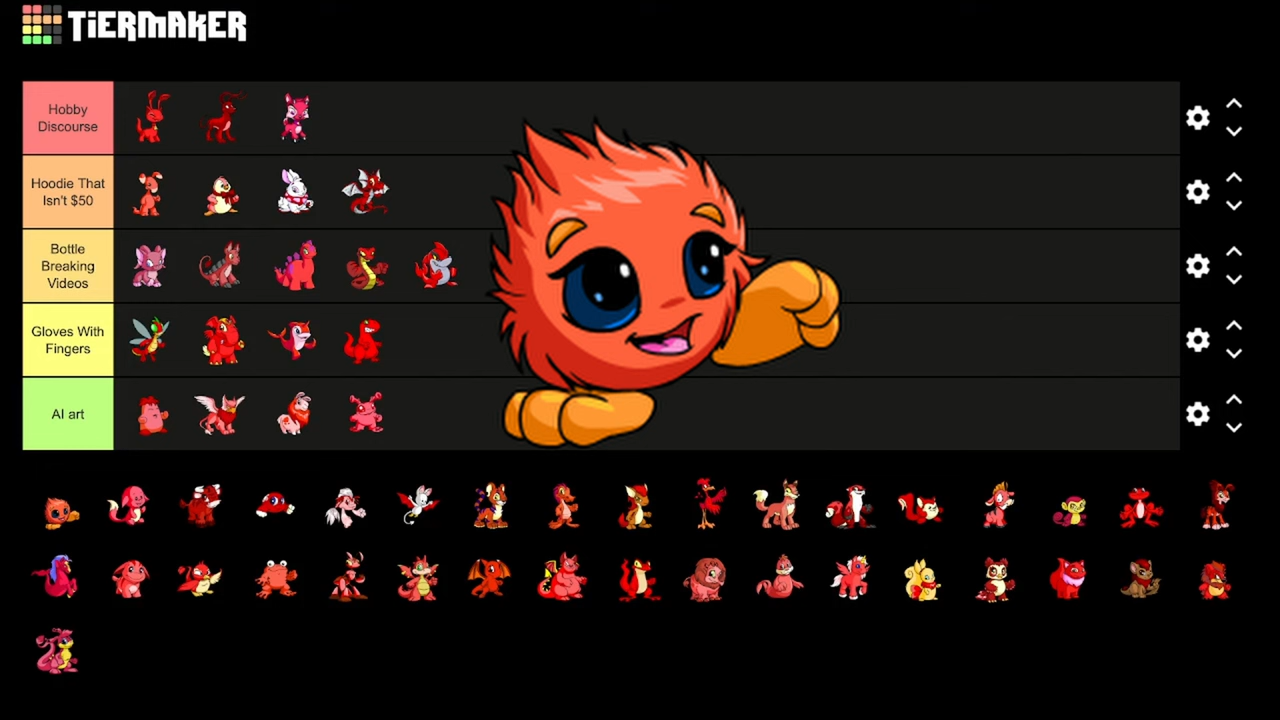 TiERMAKER
Hobby
Discourse
Hoodie That
Isn't $50
Bottle
Breaking
Videos
Gloves With
Fingers
AI art